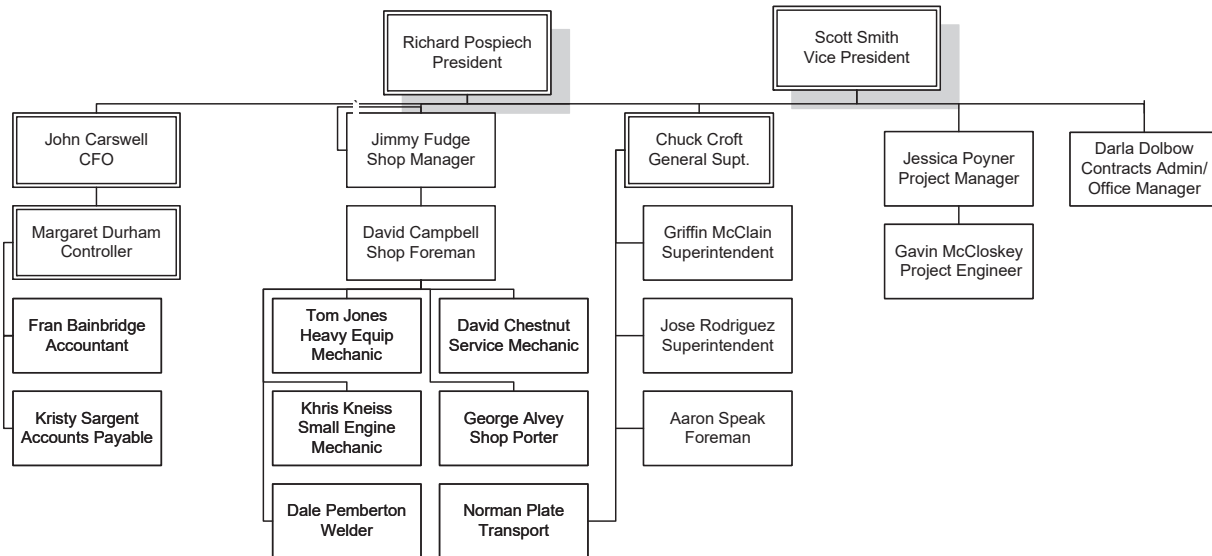 Richard Pospiech
President
Scott Smith
Vice President
John Carswell
CFO
Jimmy Fudge
Shop Manager
Chuck Croft
General Supt.
Jessica Poyner
Project Manager
Darla Dolbow
Contracts Admin/
Office Manager
Margaret Durham
Controller
David Campbell
Shop Foreman
Griffin McClain
Superintendent
Gavin McCloskey
Project Engineer
Fran Bainbridge
Accountant
Tom Jones
Heavy Equip
Mechanic
David Chestnut
Service Mechanic
Jose Rodriguez
Superintendent
Kristy Sargent
Accounts Payable
Khris Kneiss
Small Engine
Mechanic
George Alvey
Shop Porter
Aaron Speak
Foreman
Dale Pemberton
Welder
Norman Plate
Transport